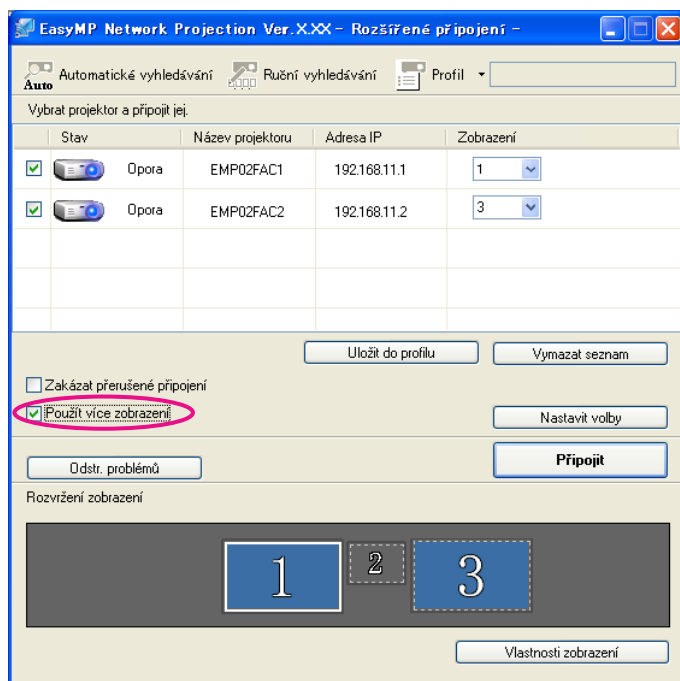 EasyMP Network Projection Ver.X.XX - Rozšířené připojení -
Auto Automatické vyhledávání Ruční vyhledávání Profil
Vybrat projektor a připojit jej.
Stav Název projektoru Adresa IP Zobrazení
Opora EMP02FAC1 192.168.11.1 1
Opora EMP02FAC2 192.168.11.2 3
Uložit do profilu Vymazat seznam
Zakázat přerušené připojení
Použít více zobrazení Nastavit volby
Odstr. problémů Připojit
Rozvržení zobrazení
1 2 3
Vlastnosti zobrazení